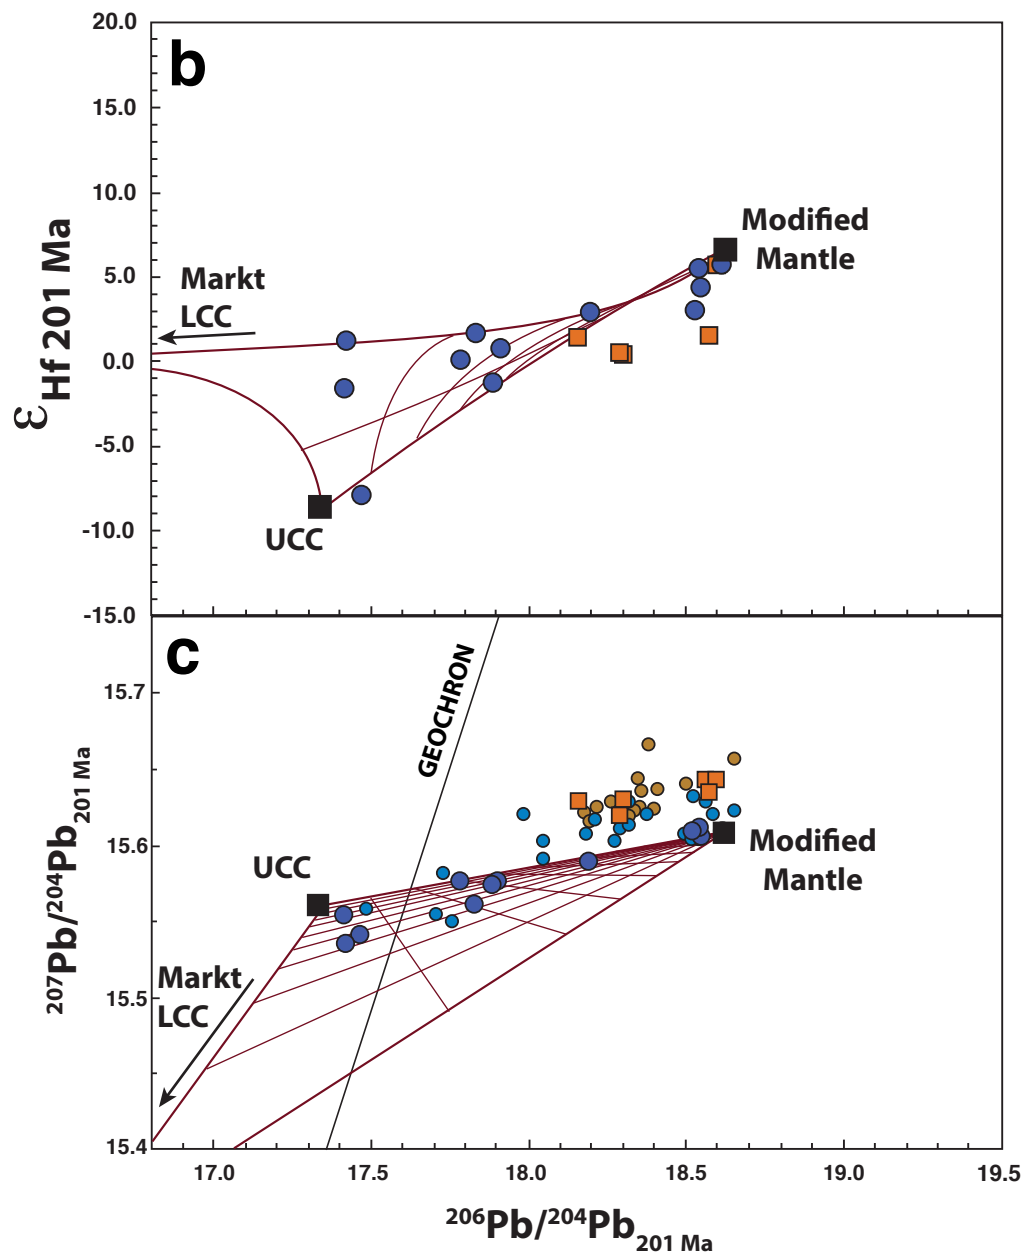 b
20.0
15.0
10.0
5.0
0.0
-5.0
-10.0
-15.0
εHf 201 Ma
Modified
Mantle
Markt
LCC
UCC
c
15.7
15.6
15.5
15.4
207Pb/204Pb201 Ma
GEOCHRON
UCC
Modified
Mantle
Markt
LCC
17.0 17.5 18.0 18.5 19.0 19.5
206Pb/204Pb201 Ma